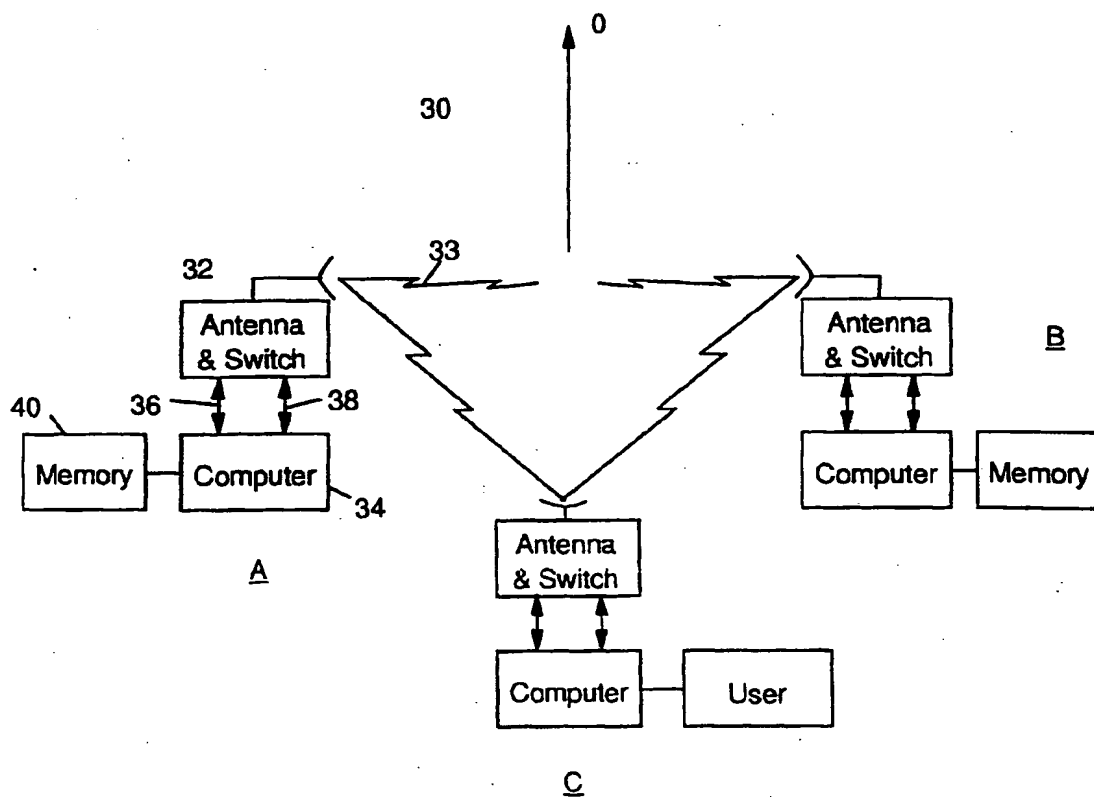 0
30
33
32
Antenna
& Switch
Antenna
& Switch
B
36
38
40
Memory
Computer
34
Computer
Memory
A
Antenna
& Switch
Computer
User
C